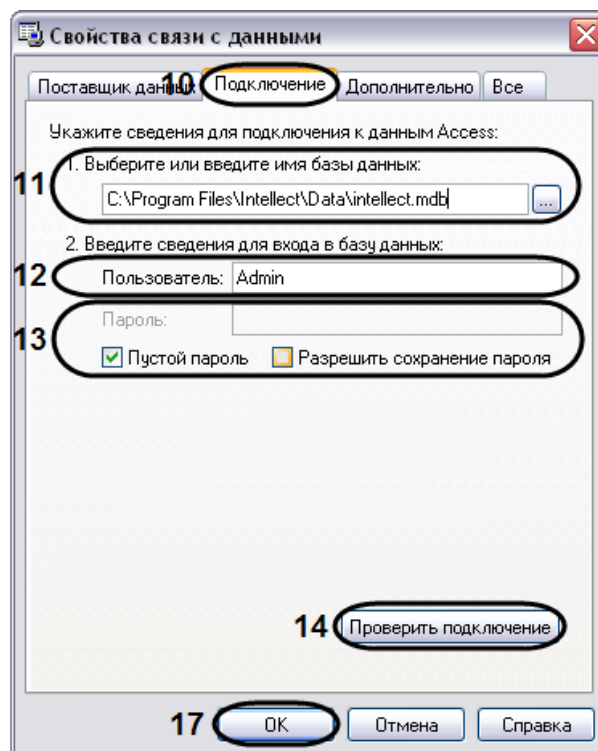 Свойства связи с данными
Поставщик данных 10 Подключение Дополнительно Все
Укажите сведения для подключения к данным Access:
1. Выберите или введите имя базы данных:
11 C:\Program Files\Intellect\Data\intellect.mdb ...
2. Введите сведения для входа в базу данных:
12 Пользователь: Admin
Пароль:
13
Пустой пароль Разрешить сохранение пароля
14 Проверить подключение
17 ОК Отмена Справка